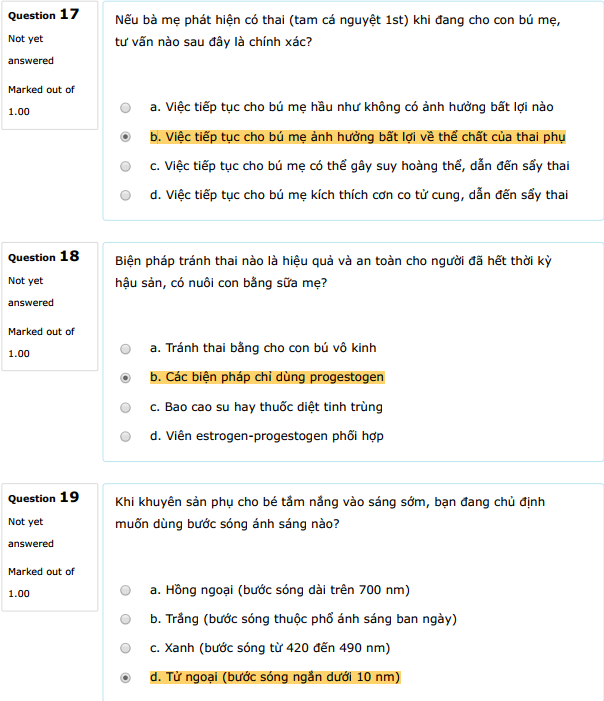 Question 17
Not yet
answered
Marked out of
1.00
Nếu bà mẹ phát hiện có thai (tam cá nguyệt 1st) khi đang cho con bú mẹ,
tư vấn nào sau đây là chính xác?
a. Việc tiếp tục cho bú mẹ hầu như không có ảnh hưởng bất lợi nào
b. Việc tiếp tục cho bú mẹ ảnh hưởng bất lợi về thể chất của thai phụ
c. Việc tiếp tục cho bú mẹ có thể gây suy hoàng thể, dẫn đến sẩy thai
d. Việc tiếp tục cho bú mẹ kích thích cơn co tử cung, dẫn đến sẩy thai
Question 18
Not yet
answered
Marked out of
1.00
Biện pháp tránh thai nào là hiệu quả và an toàn cho người đã hết thời kỳ
hậu sản, có nuôi con bằng sữa mẹ?
a. Tránh thai bằng cho con bú vô kinh
b. Các biện pháp chỉ dùng progestogen
c. Bao cao su hay thuốc diệt tinh trùng
d. Viên estrogen-progestogen phối hợp
Question 19
Not yet
answered
Marked out of
1.00
Khi khuyên sản phụ cho bé tắm nắng vào sáng sớm, bạn đang chủ định
muốn dùng bước sóng ánh sáng nào?
a. Hồng ngoại (bước sóng dài trên 700 nm)
b. Trắng (bước sóng thuộc phổ ánh sáng ban ngày)
c. Xanh (bước sóng từ 420 đến 490 nm)
d. Tử ngoại (bước sóng ngắn dưới 10 nm)